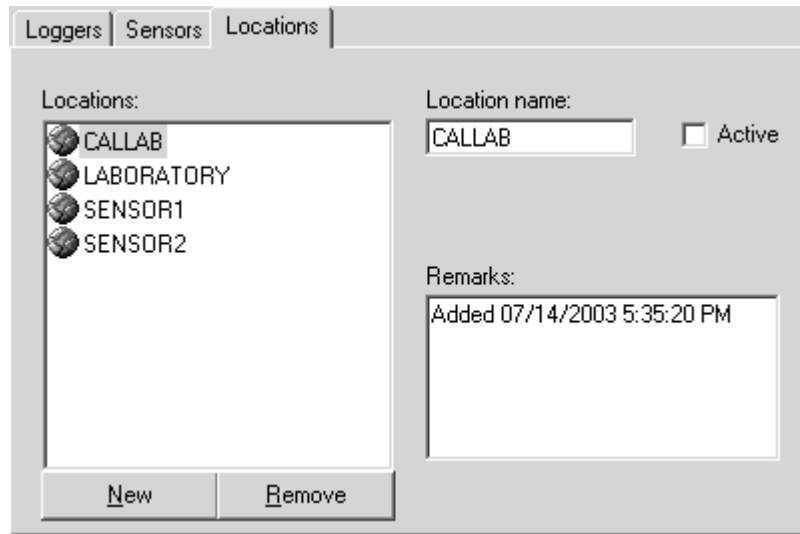 Loggers Sensors Locations
Locations:
CALLAB
LABORATORY
SENSOR1
SENSOR2
New Remove
Location name:
CALLAB
Active
Remarks:
Added 07/14/2003 5:35:20 PM